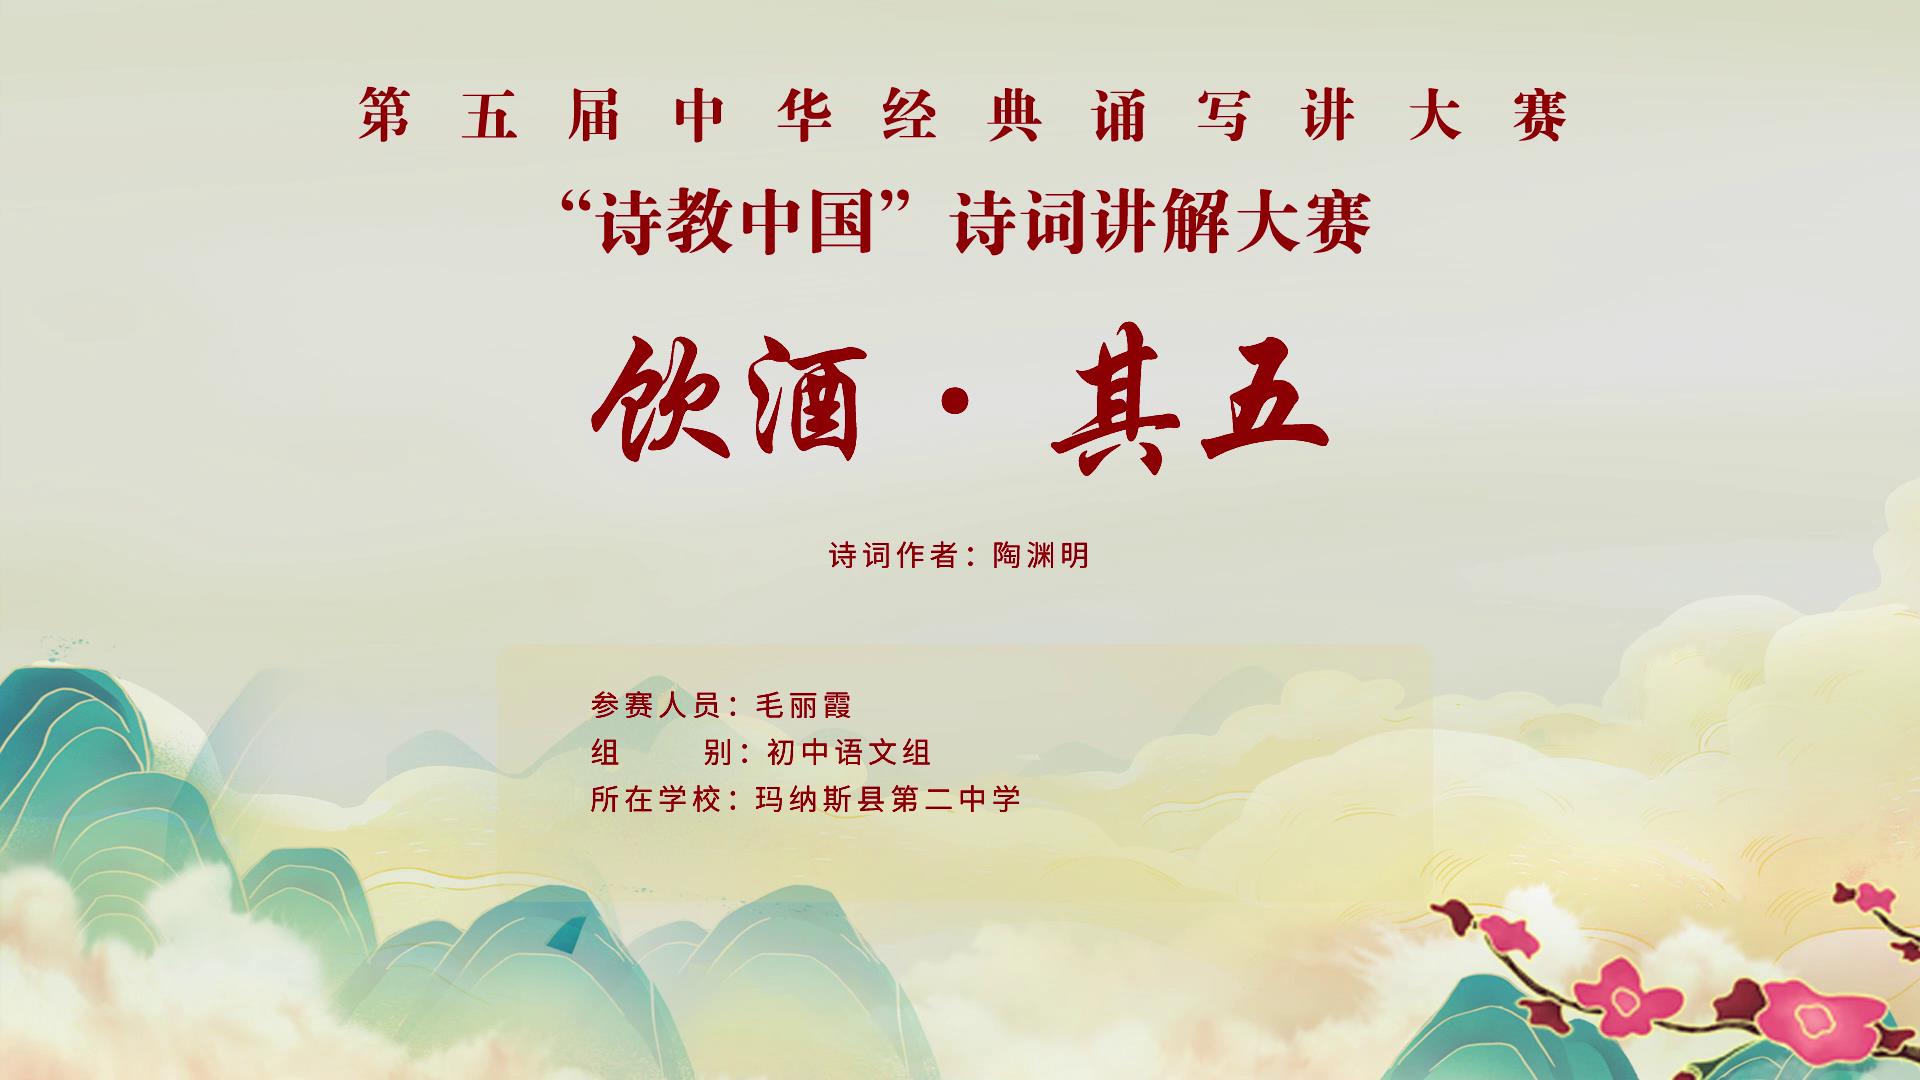 第五届中华经典诵写讲大赛
“诗教中国”诗词讲解大赛
饮酒·其五
诗词作者：陶渊明
参赛人员：毛丽霞
组　　别：初中语文组
所在学校：玛纳斯县第二中学